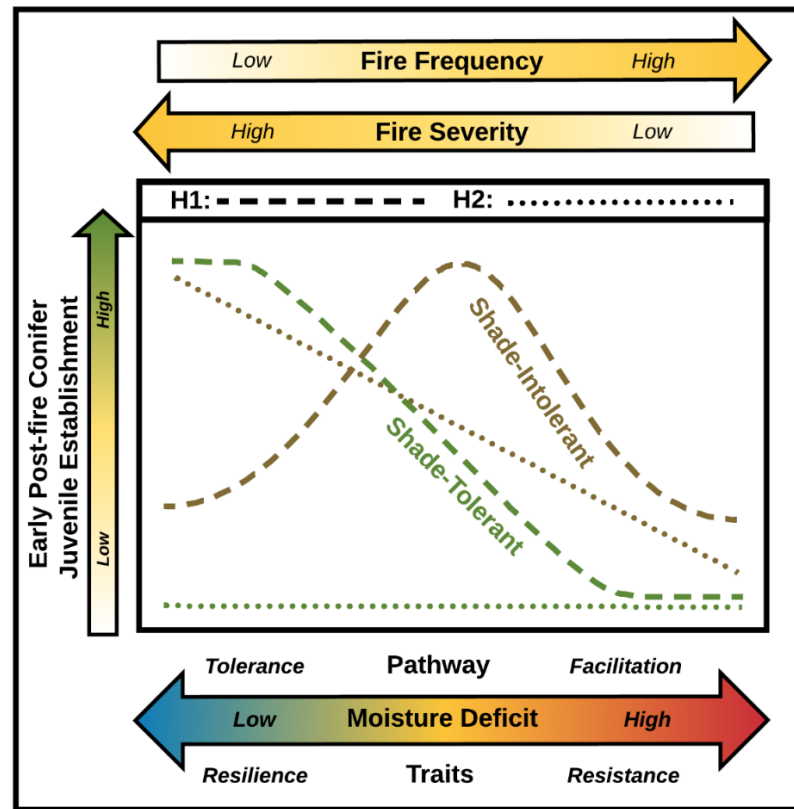 Low Fire Frequency High
High Fire Severity Low
H1: H2:
Early Post-fire Conifer
Juvenile Establishment
High
Low
Shade-Intolerant
Shade-Tolerant
Tolerance Pathway Facilitation
Low Moisture Deficit High
Resilience Traits Resistance